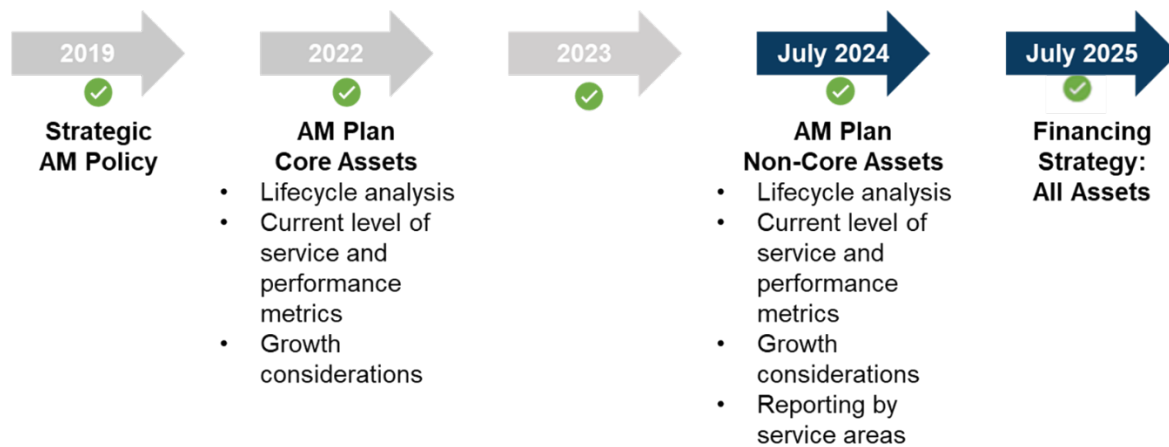 2019
Strategic
AM Policy
2022
AM Plan
Core Assets
• Lifecycle analysis
• Current level of
service and
performance
metrics
• Growth
considerations
2023
July 2024
AM Plan
Non-Core Assets
• Lifecycle analysis
• Current level of
service and
performance
metrics
• Growth
considerations
• Reporting by
service areas
July 2025
Financing
Strategy:
All Assets